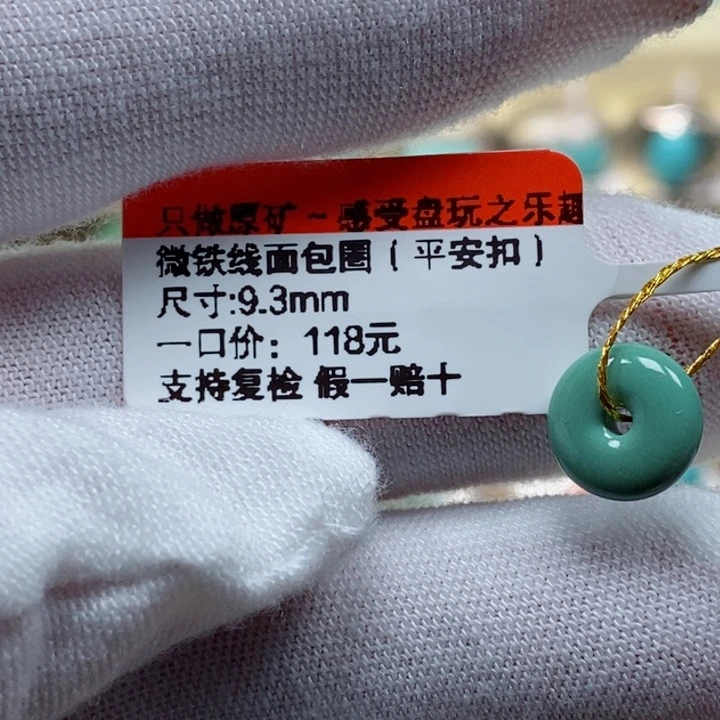 只做原矿~感受盘玩之乐趣
微铁线面包圈(平安扣)
尺寸:9.3mm
一口价:118元
支持复检 假一赔十